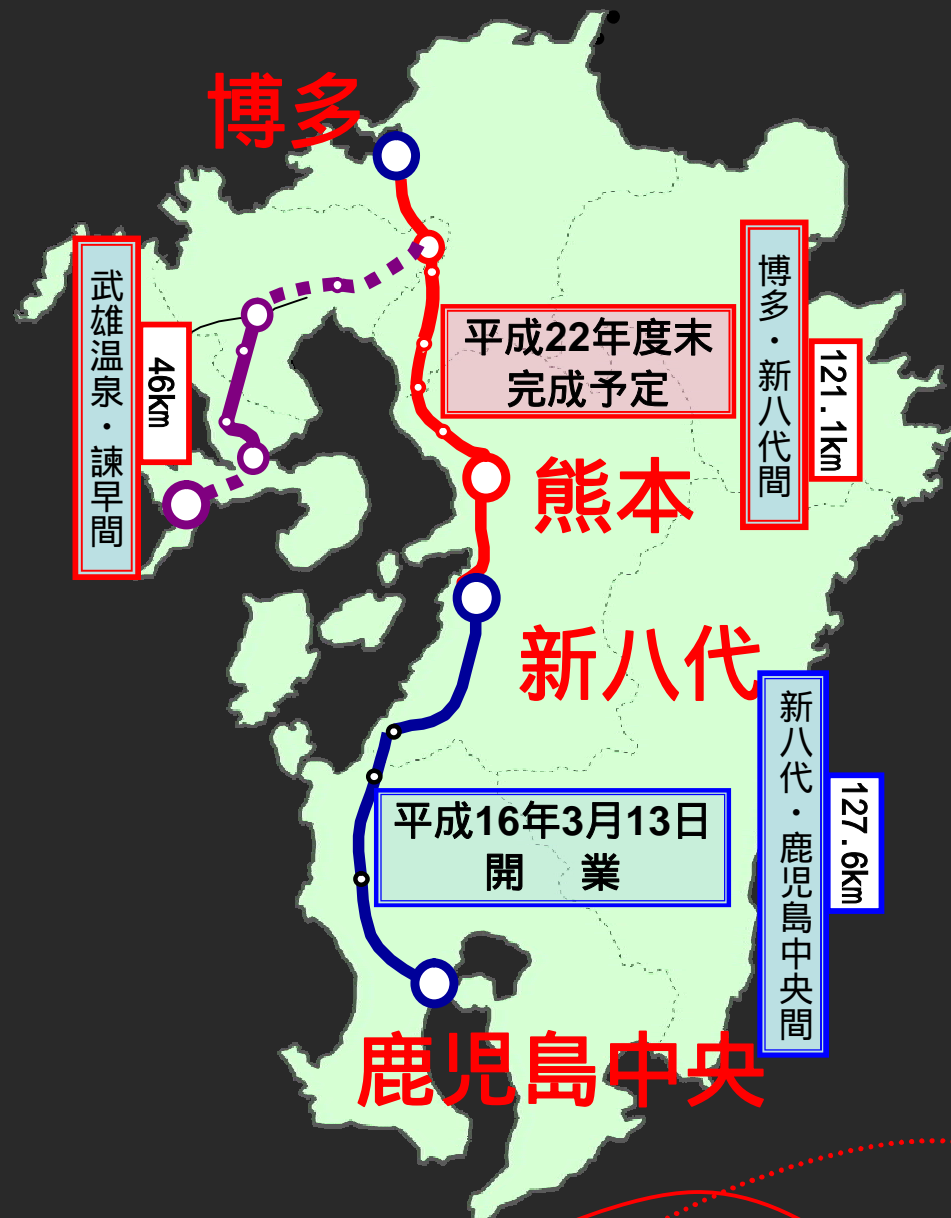 博多
武雄温泉・諫早間
46km
平成22年度末
完成予定
博多・新八代間
121.1km
熊本
新八代
平成16年3月13日
開　業
新八代・鹿児島中央間
127.6km
鹿児島中央